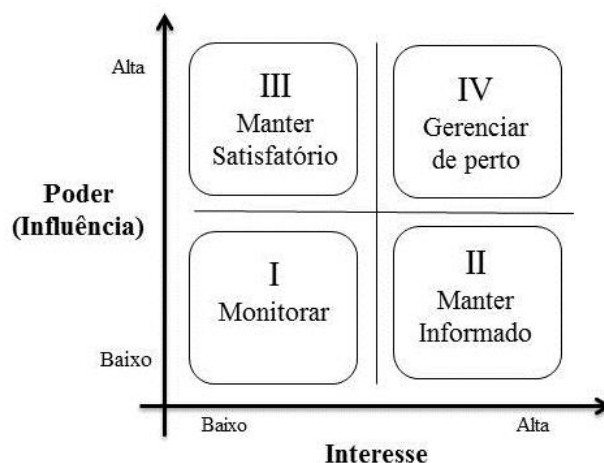 Alta
III
Manter
Satisfatório
IV
Gerenciar
de perto
Poder
(Influência)
I
Monitorar
II
Manter
Informado
Baixo
Baixo
Alta
Interesse